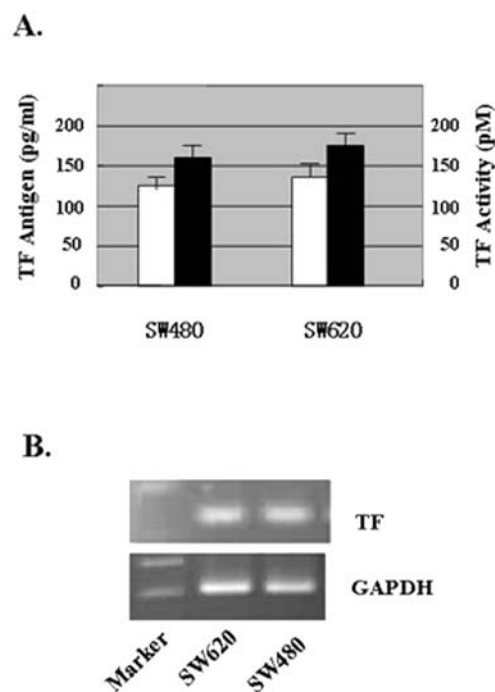 A.
TF Antigen (pg/ml)
200
150
100
50
0
200
150
100
50
0
TF Activity (pM)
SW480
SW620
B.
TF
GAPDH
Marker
SW620
SW480